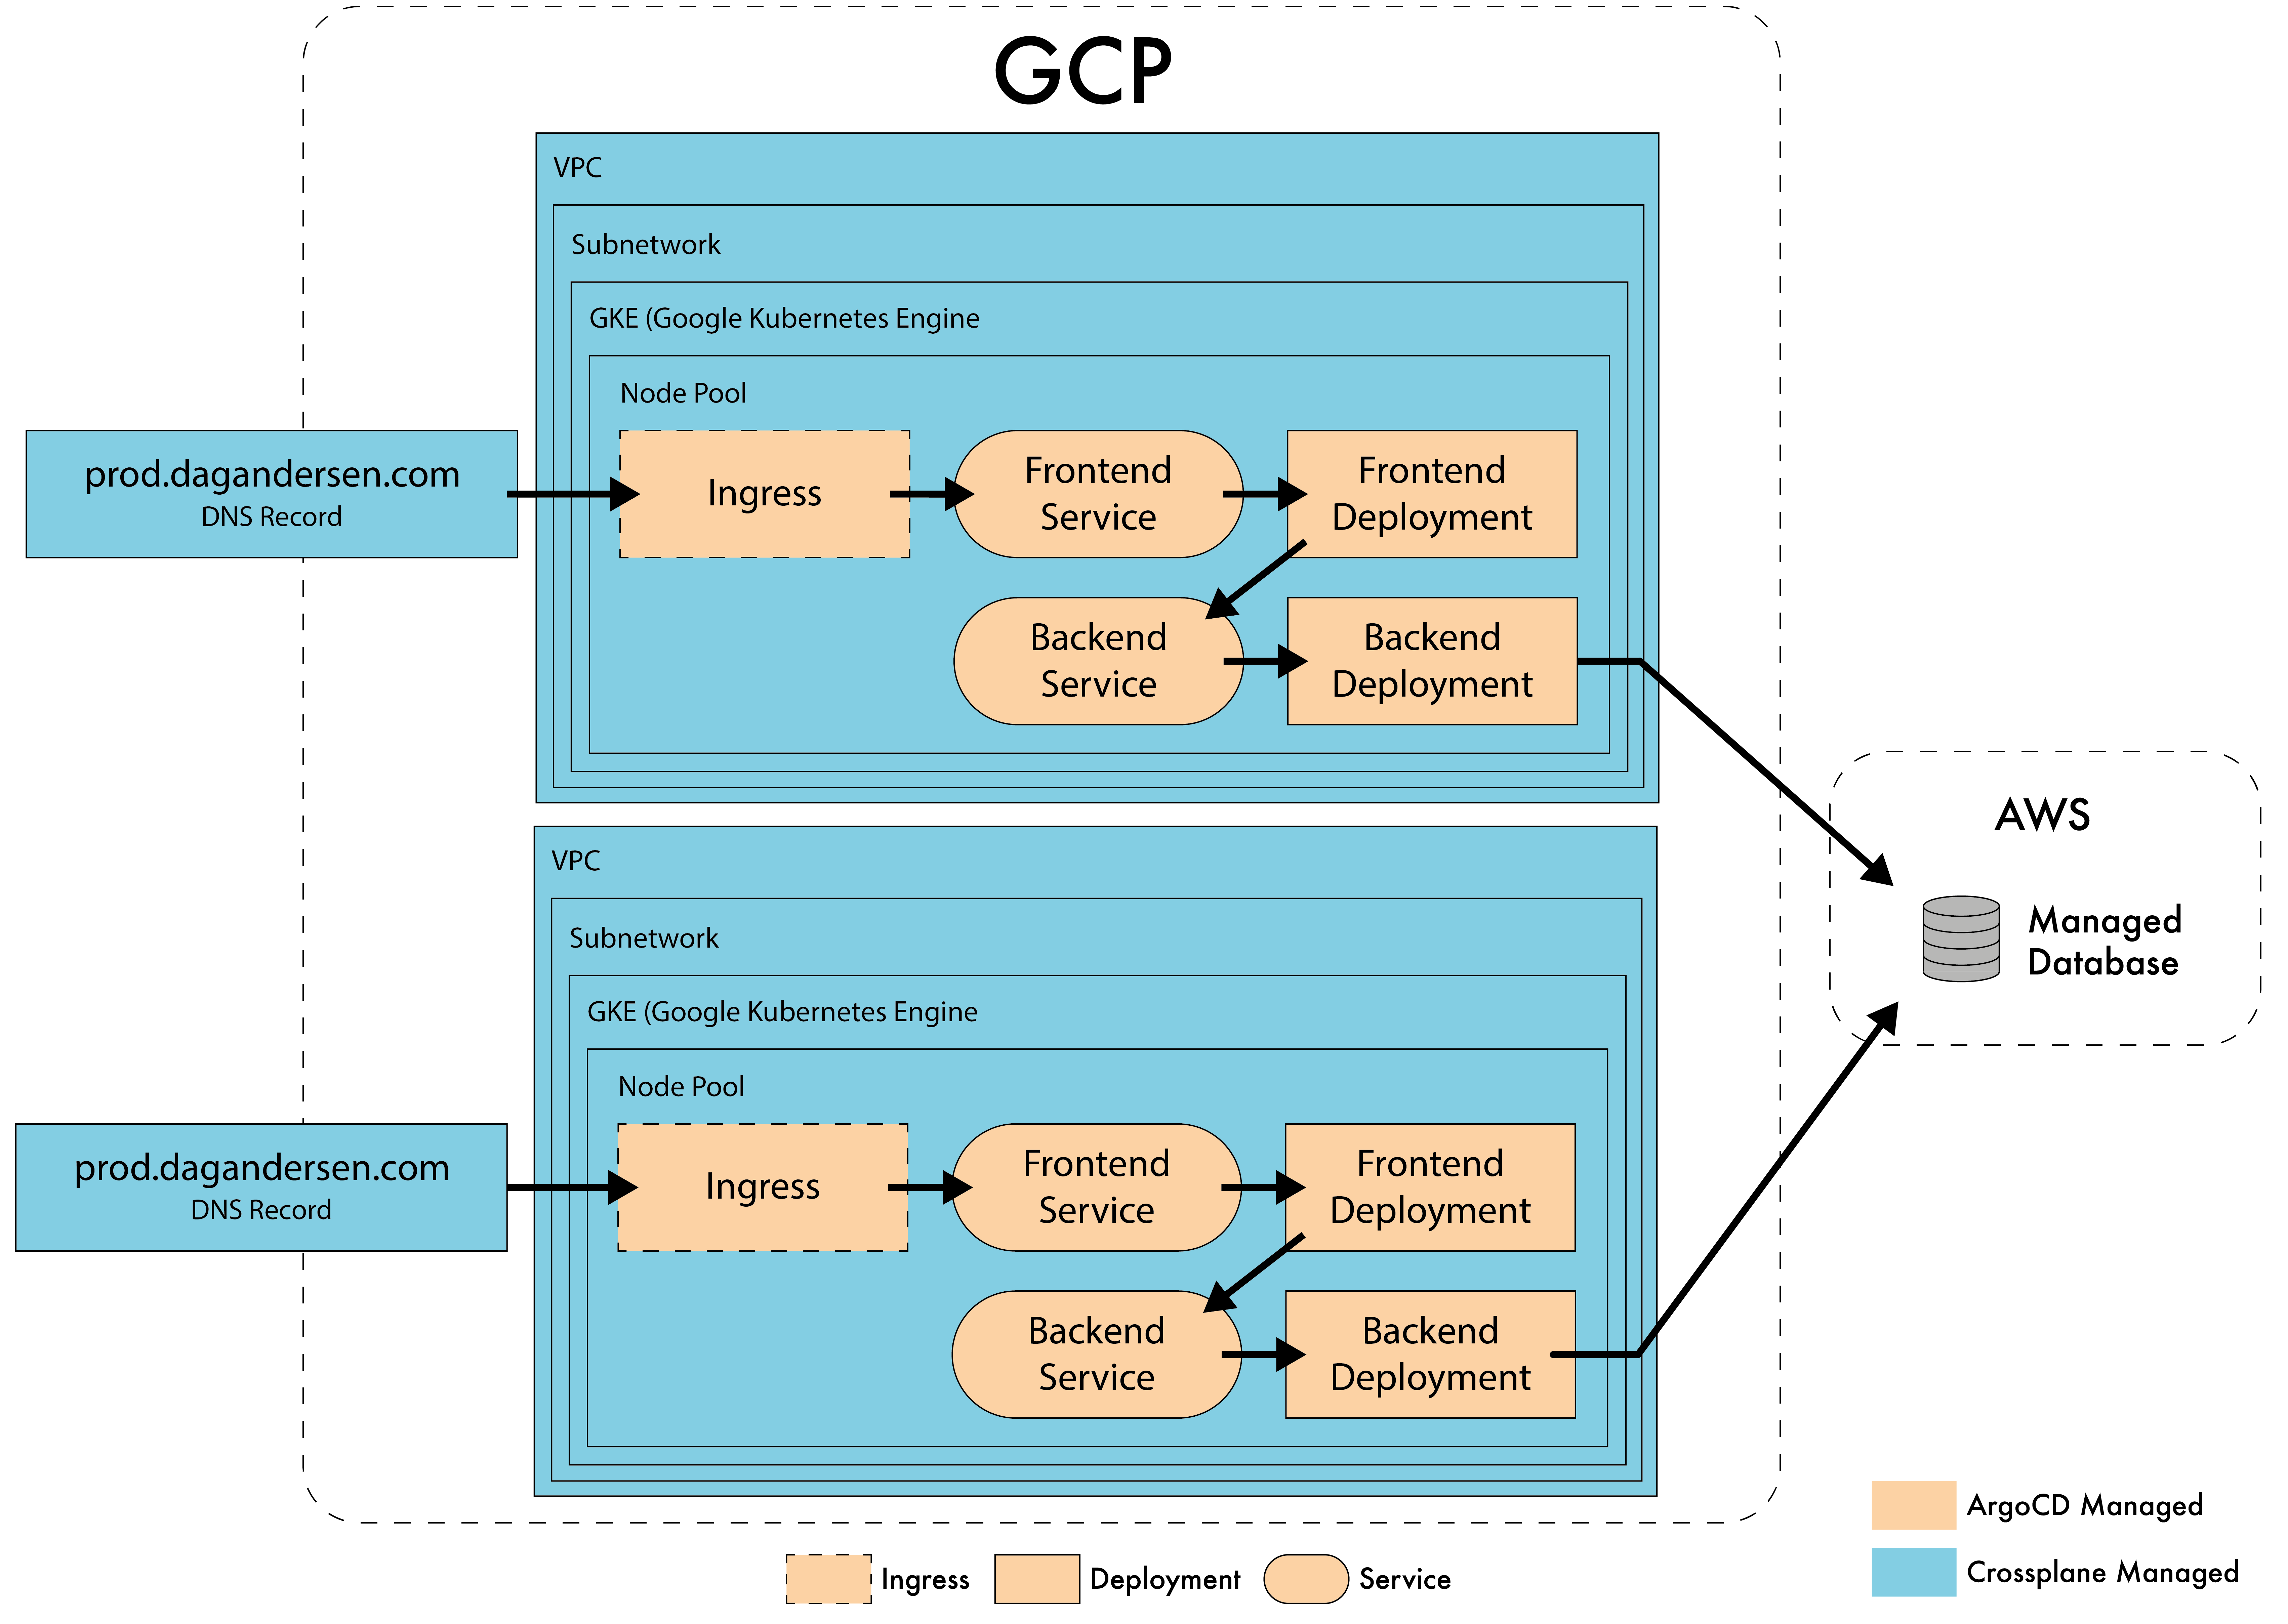 GCP
VPC
Subnetwork
GKE (Google Kubernetes Engine
Node Pool
prod.dagandersen.com
DNS Record
Ingress
Frontend
Service
Frontend
Deployment
Backend
Service
Backend
Deployment
AWS
Managed
Database
VPC
Subnetwork
GKE (Google Kubernetes Engine
Node Pool
prod.dagandersen.com
DNS Record
Ingress
Frontend
Service
Frontend
Deployment
Backend
Service
Backend
Deployment
ArgoCD Managed
Crossplane Managed
Ingress
Deployment
Service